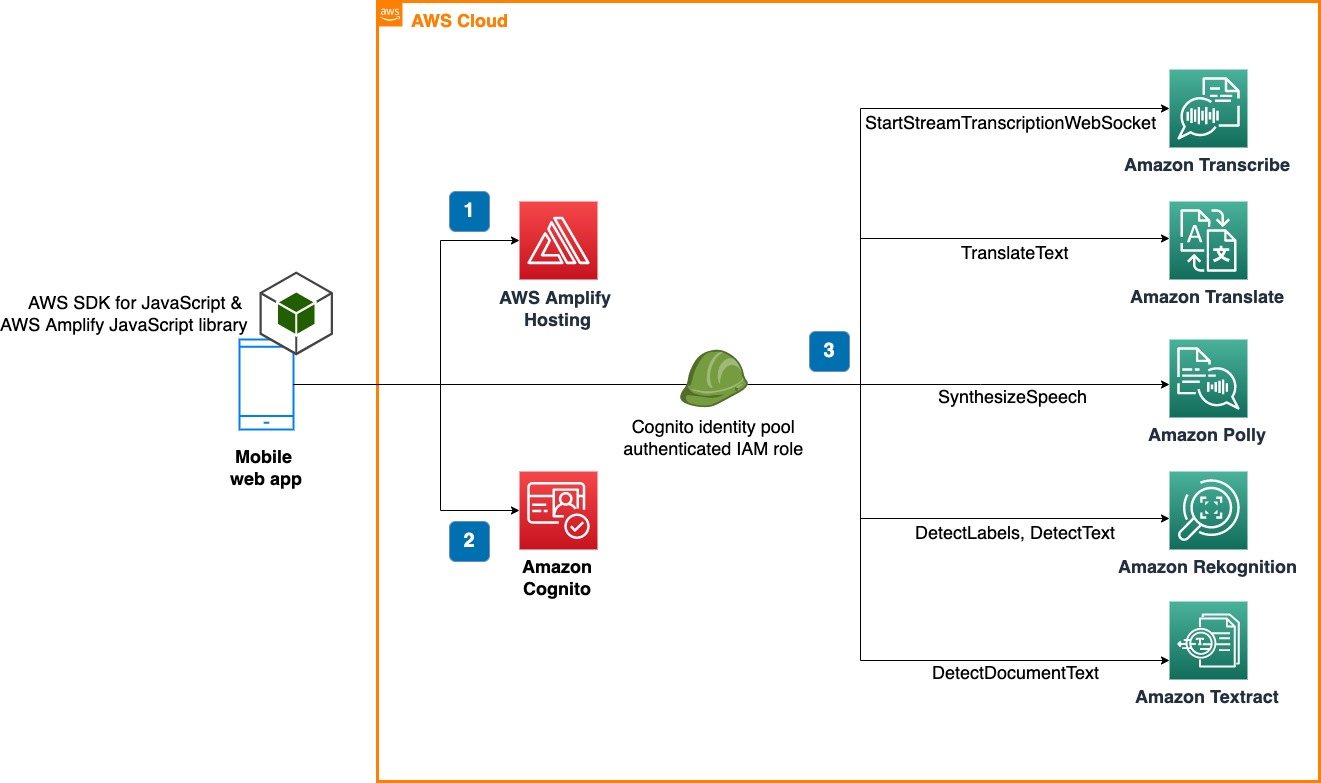 aws
AWS Cloud
StartStreamTranscriptionWebSocket
Amazon Transcribe
1
AWS Amplify
Hosting
TranslateText
Amazon Translate
AWS SDK for JavaScript &
AWS Amplify JavaScript library
3
Cognito identity pool
authenticated IAM role
SynthesizeSpeech
Amazon Polly
Mobile
web app
2
Amazon
Cognito
DetectLabels, DetectText
Amazon Rekognition
DetectDocumentText
Amazon Textract
A
文
T